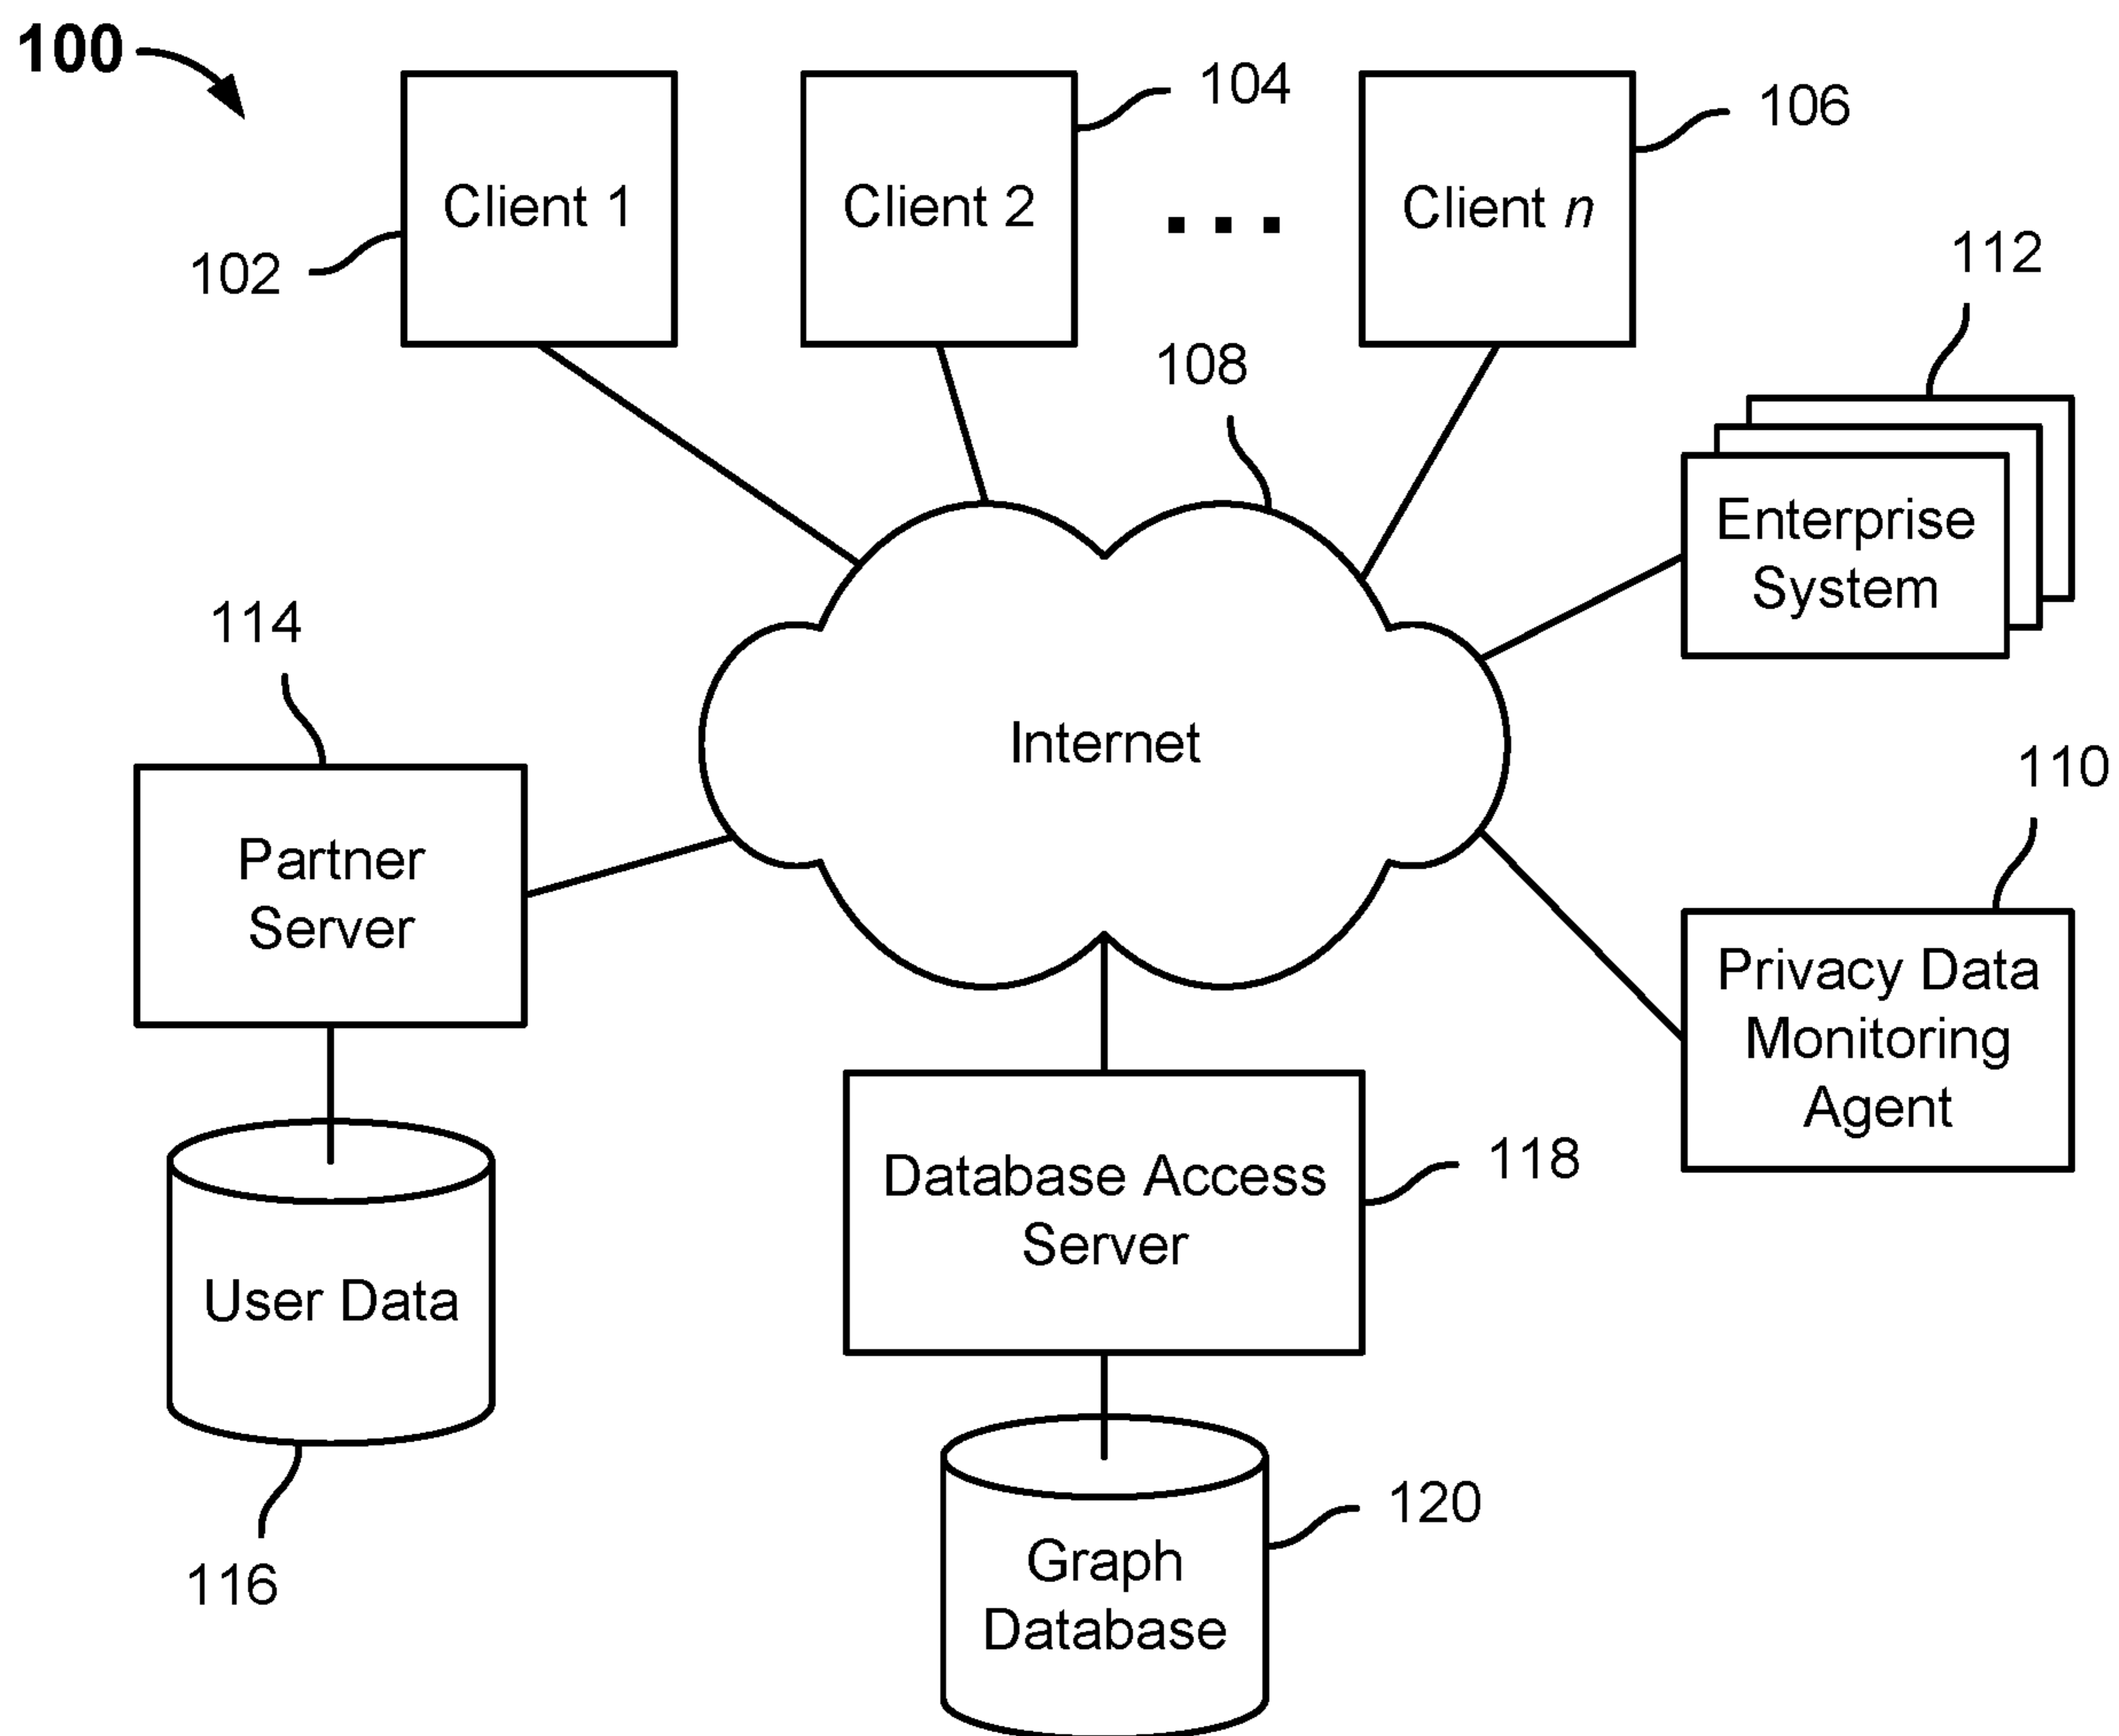 100
Client 1
102
Client 2
104
Client n
106
108
112
Enterprise
System
Internet
114
Partner
Server
110
Privacy Data
Monitoring
Agent
User Data
116
Database Access
Server
118
Graph
Database
120